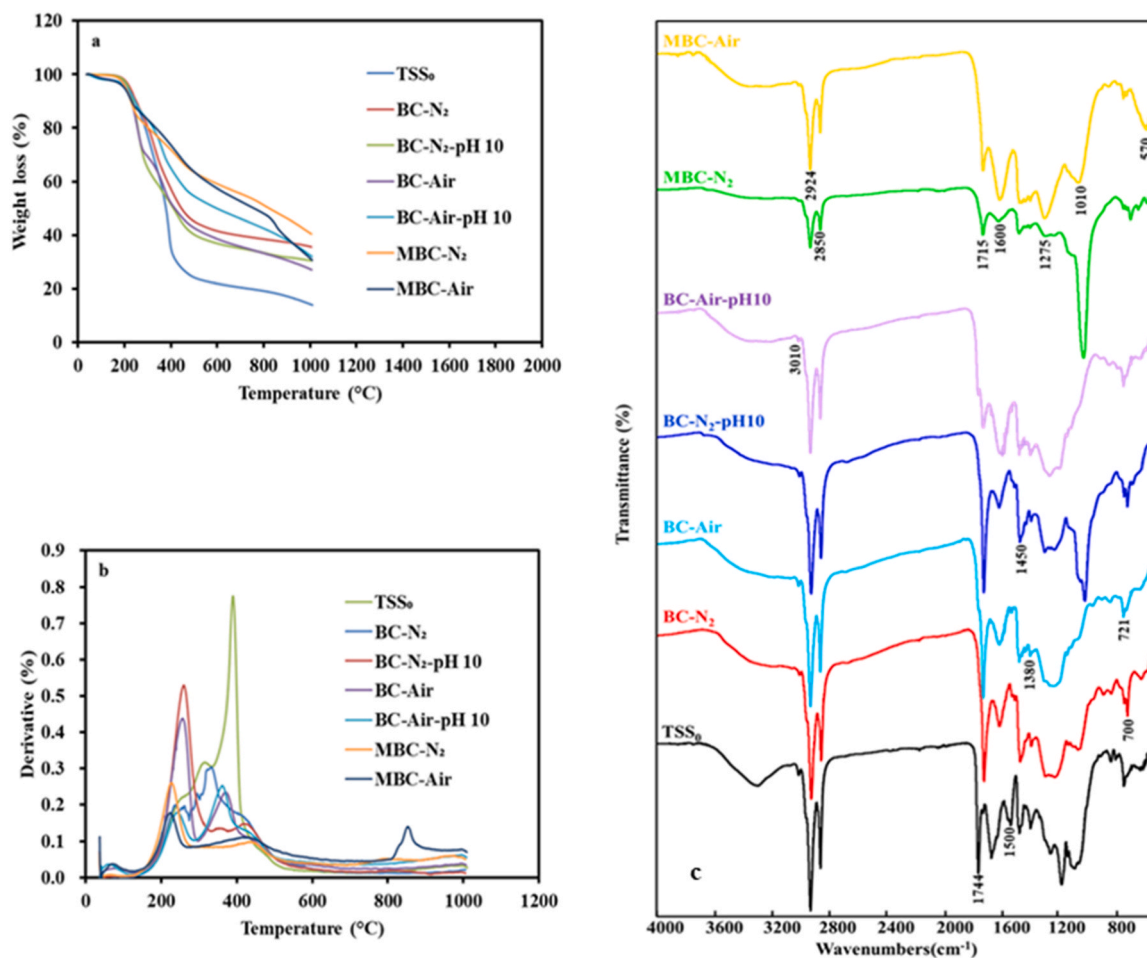 a
120
100
80
60
40
20
0
Weight loss (%)
0 200 400 600 800 1000 1200 1400 1600 1800 2000
Temperature (°C)
TSS₀
BC-N₂
BC-N₂-pH 10
BC-Air
BC-Air-pH 10
MBC-N₂
MBC-Air
b
0.9
0.8
0.7
0.6
0.5
0.4
0.3
0.2
0.1
0
Derivative (%)
0 200 400 600 800 1000 1200
Temperature (°C)
TSS₀
BC-N₂
BC-N₂-pH 10
BC-Air
BC-Air-pH 10
MBC-N₂
MBC-Air
MBC-Air
2924
1010
579
MBC-N₂
2850
1715
1600
1275
BC-Air-pH10
3010
BC-N₂-pH10
1450
BC-Air
1380
721
BC-N₂
700
TSS₀
1744
1500
c
Transmittance (%)
4000 3600 2800 2000 1600 1200 800
Wavenumbers(cm⁻¹)